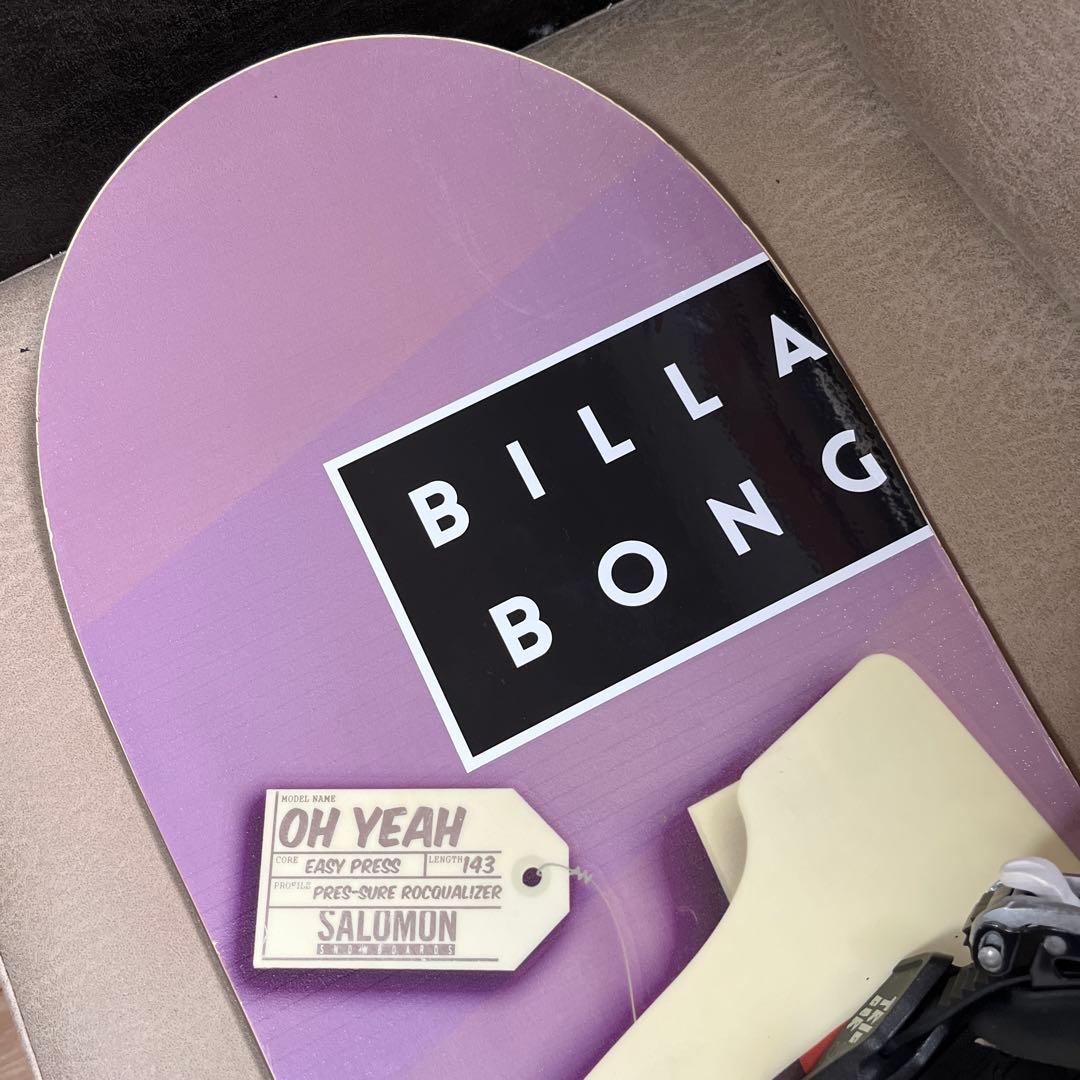 BILLA
BONG
MODEL NAME
OH YEAH
CORE EASY PRESS LENGTH 143
PROFILE PRES-SURE ROCQUALIZER
SALOMON
SNOWBOARDS